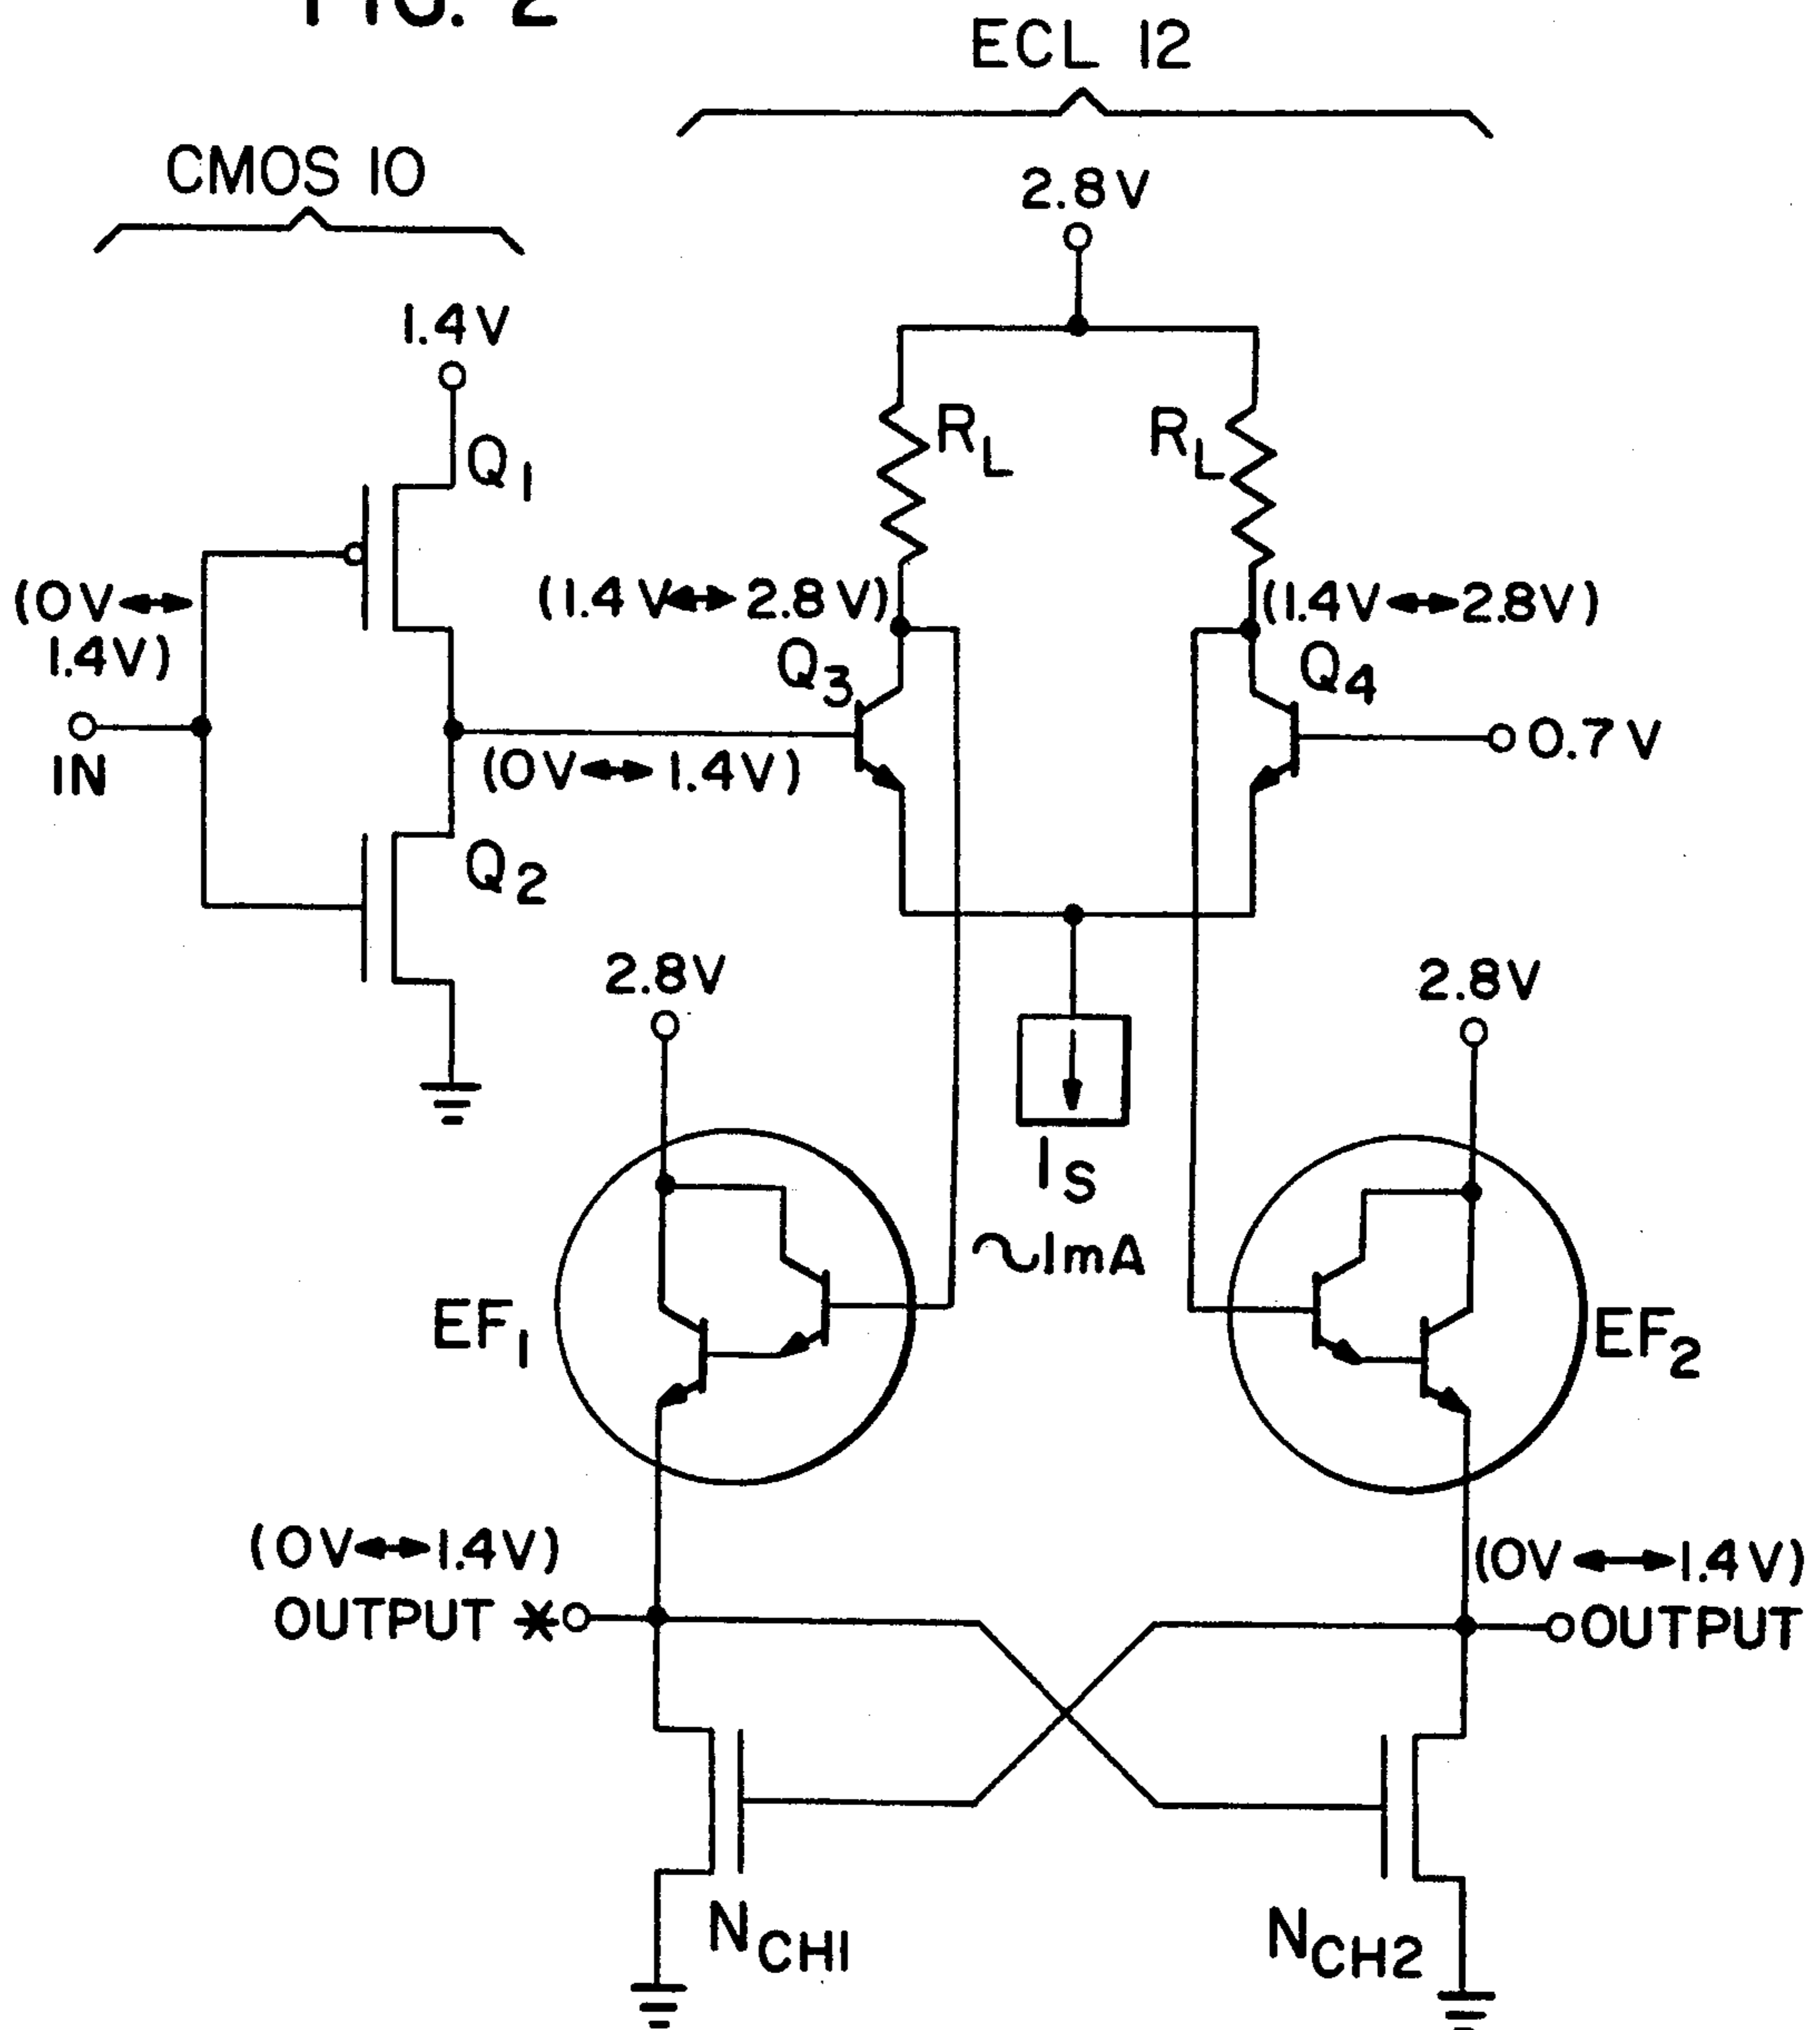 FIG. 2
ECL 12
CMOS 10
2.8V
1.4V
Q1
RL
RL
(0V↔
1.4V)
(1.4V↔2.8V)
(1.4V↔2.8V)
Q3
Q4
IN
(0V↔1.4V)
0.7V
Q2
2.8V
2.8V
IS
~1mA
EF1
EF2
(0V↔1.4V)
(0V↔1.4V)
OUTPUT *
OUTPUT
NCH1
NCH2